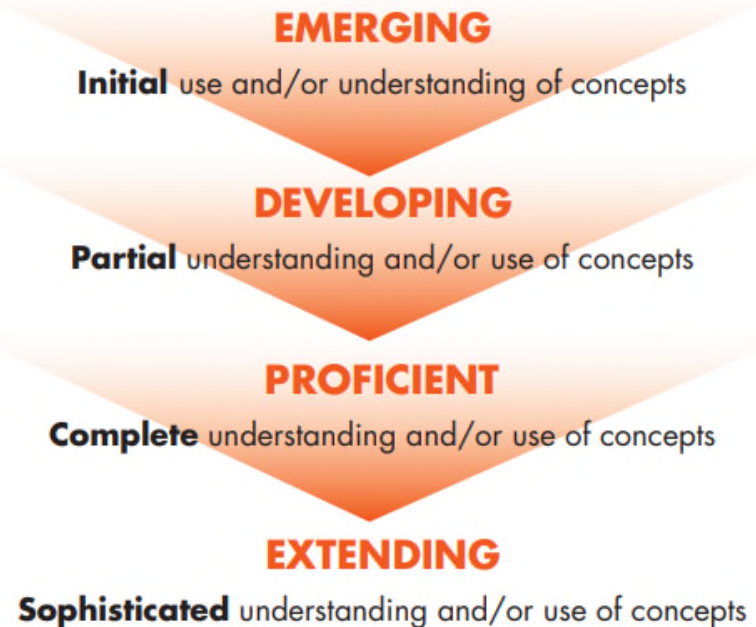 EMERGING
Initial use and/or understanding of concepts
DEVELOPING
Partial understanding and/or use of concepts
PROFICIENT
Complete understanding and/or use of concepts
EXTENDING
Sophisticated understanding and/or use of concepts